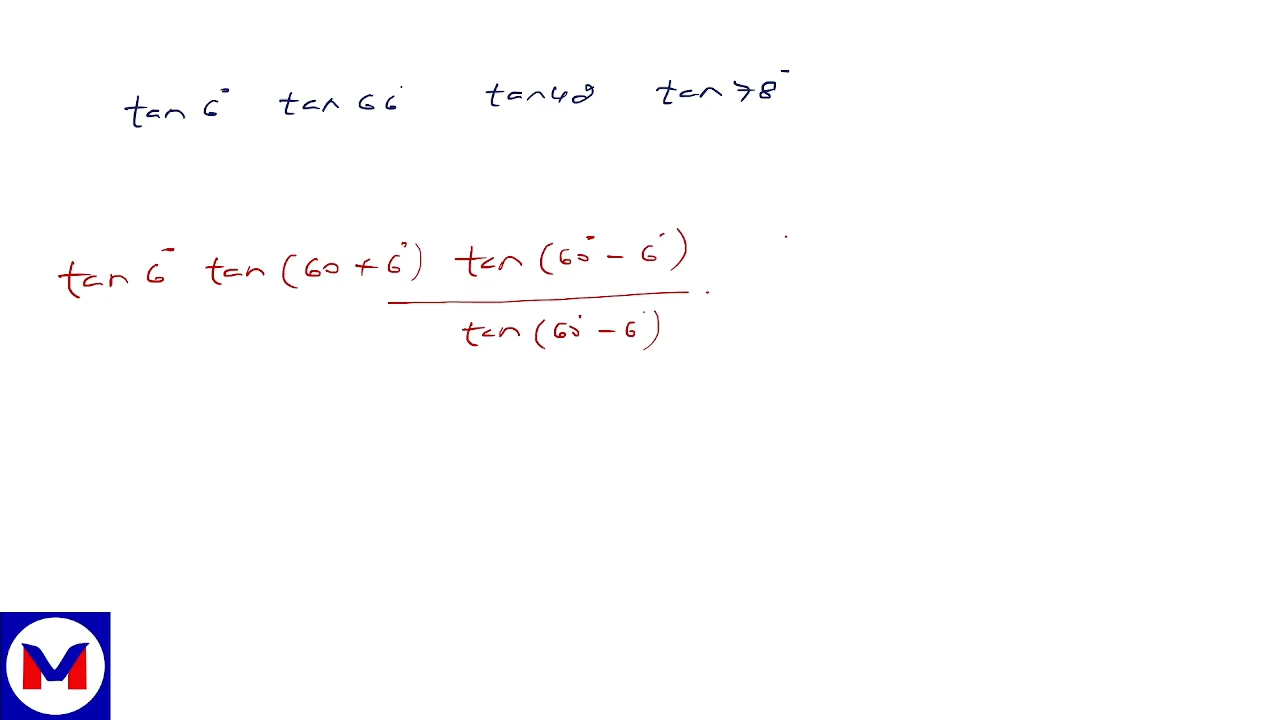 tan 6° tan 66° tan 42 tan 78°
tan 6° tan (60 + 6°) tan (60° - 6°)
tan (60° - 6°)
M